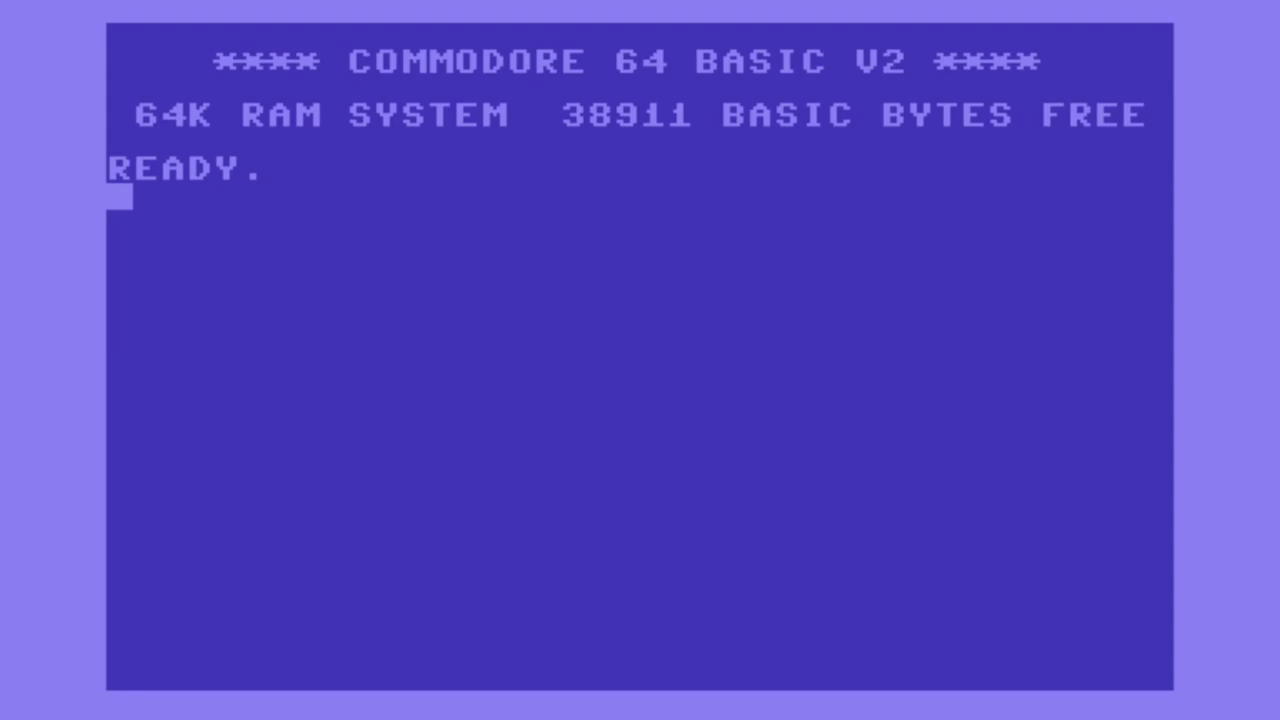 **** COMMODORE 64 BASIC V2 ****
64K RAM SYSTEM  38911 BASIC BYTES FREE
READY.